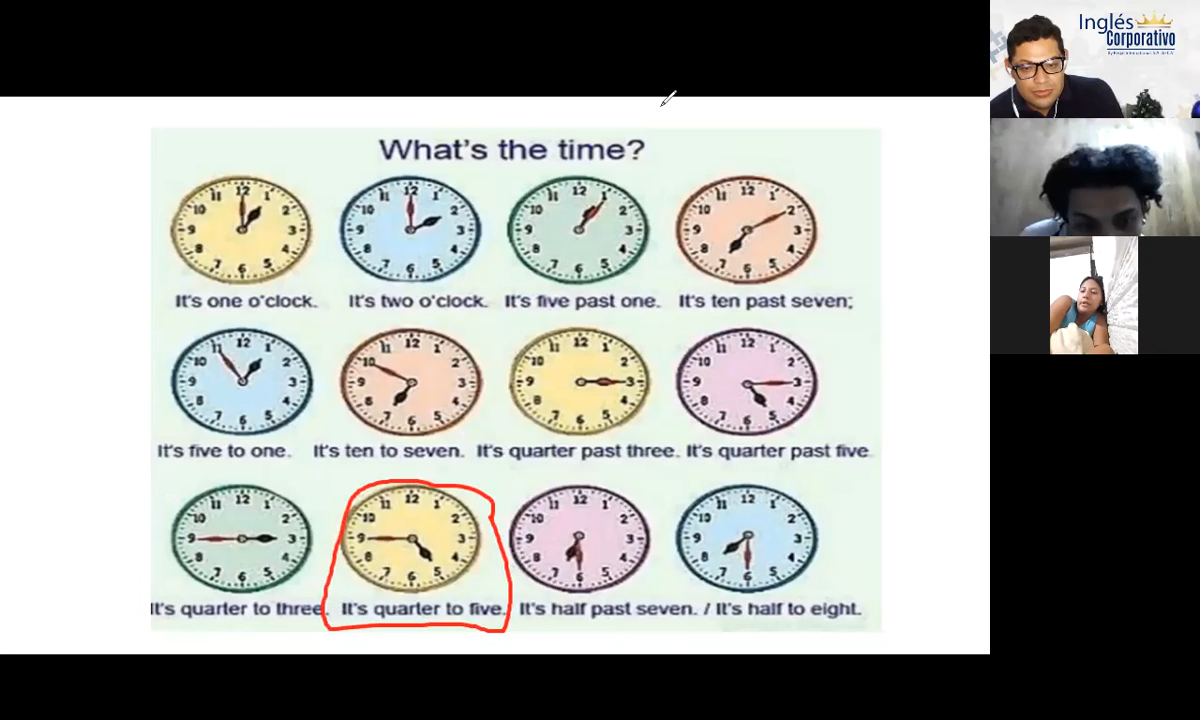 Inglés
Corporativo
What's the time?
It's one o'clock. It's two o'clock. It's five past one. It's ten past seven;
It's five to one. It's ten to seven. It's quarter past three. It's quarter past five
It's quarter to three. It's quarter to five. It's half past seven. / It's half to eight.